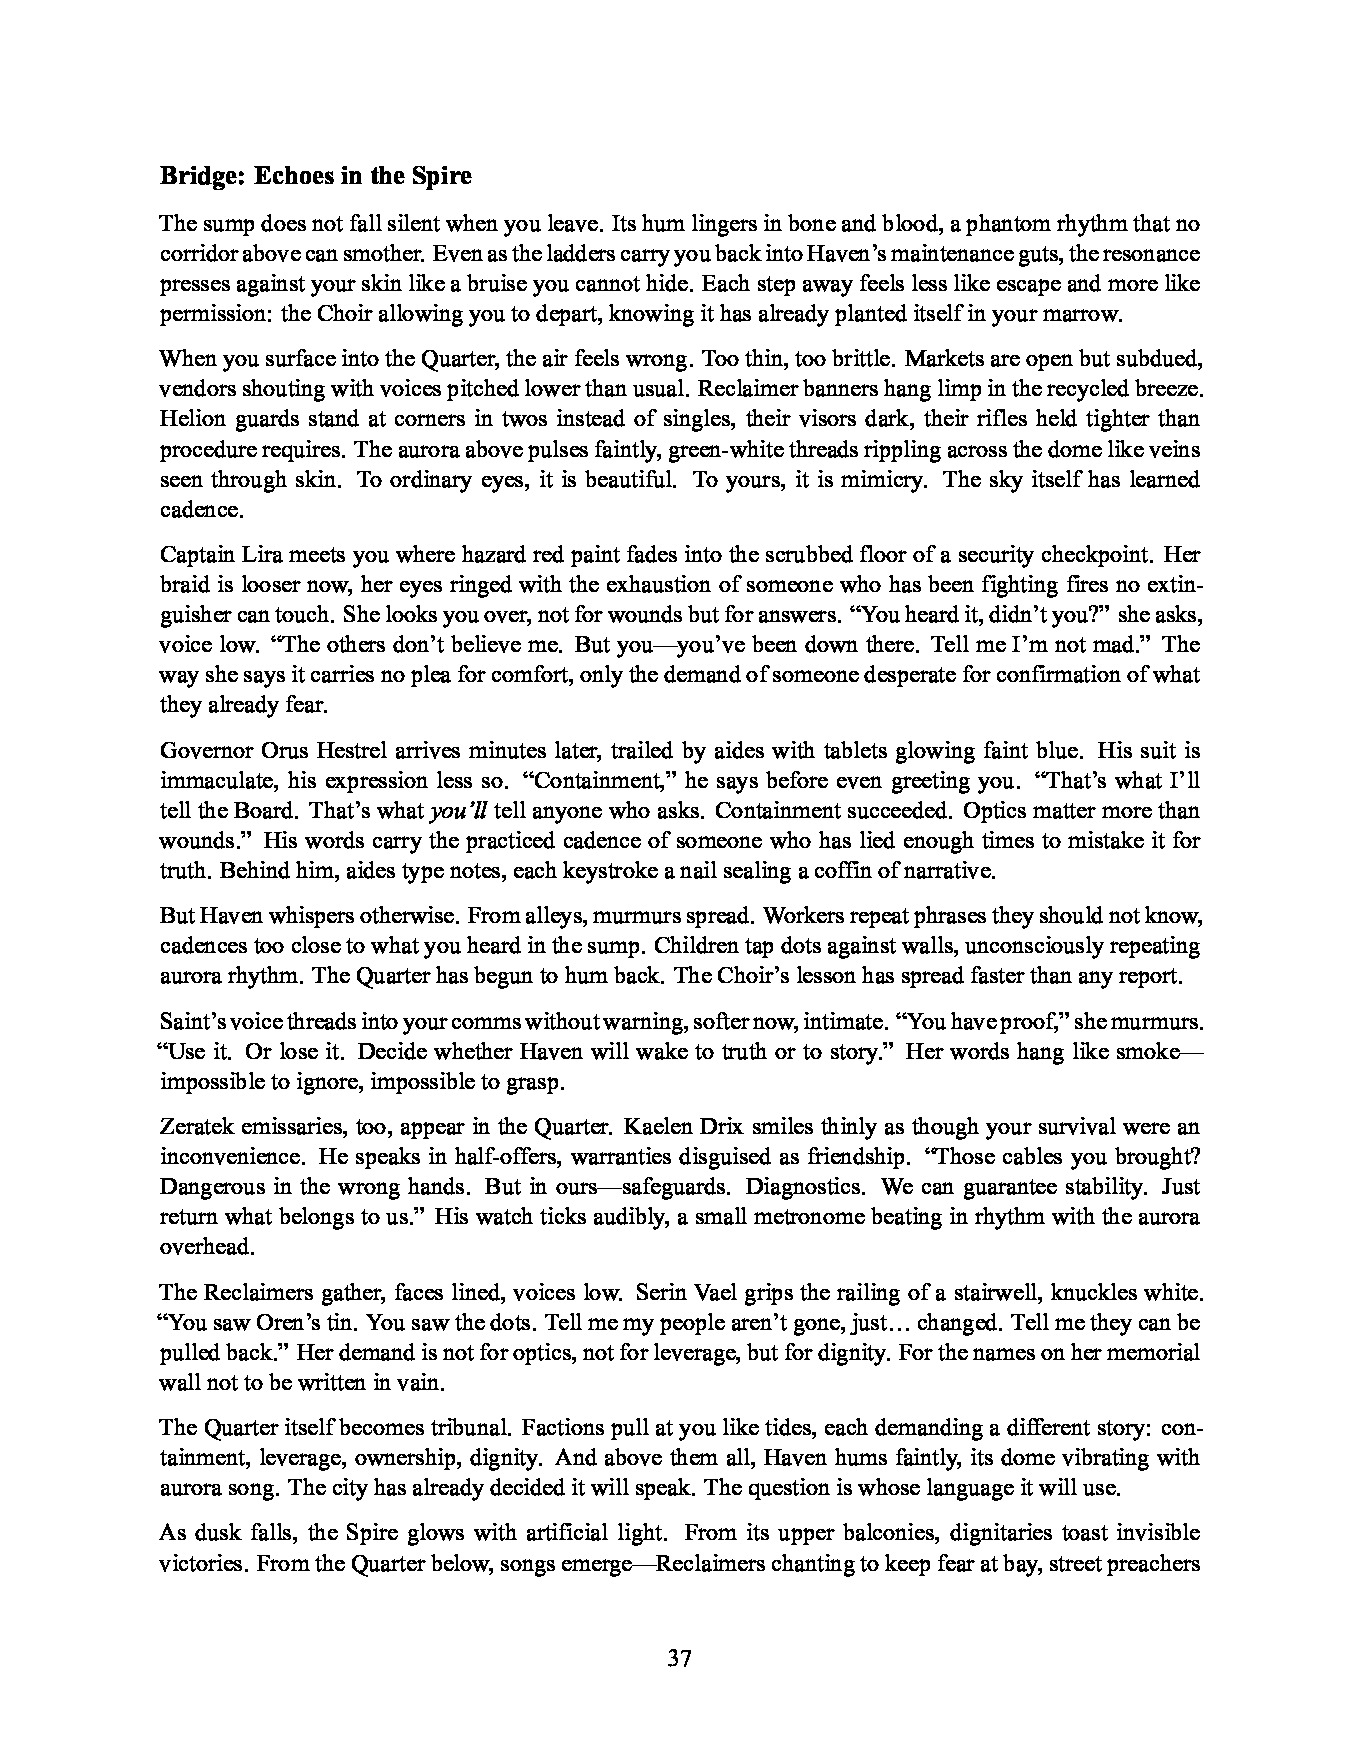 Bridge: Echoes in the Spire
The sump does not fall silent when you leave. Its hum lingers in bone and blood, a phantom rhythm that no
corridor above can smother. Even as the ladders carry you back into Haven’s maintenance guts, the resonance
presses against your skin like a bruise you cannot hide. Each step away feels less like escape and more like
permission: the Choir allowing you to depart, knowing it has already planted itself in your marrow.
When you surface into the Quarter, the air feels wrong. Too thin, too brittle. Markets are open but subdued,
vendors shouting with voices pitched lower than usual. Reclaimer banners hang limp in the recycled breeze.
Helion guards stand at corners in twos instead of singles, their visors dark, their rifles held tighter than
procedure requires. The aurora above pulses faintly, green-white threads rippling across the dome like veins
seen through skin. To ordinary eyes, it is beautiful. To yours, it is mimicry. The sky itself has learned
cadence.
Captain Lira meets you where hazard red paint fades into the scrubbed floor of a security checkpoint. Her
braid is looser now, her eyes ringed with the exhaustion of someone who has been fighting fires no extin-
guisher can touch. She looks you over, not for wounds but for answers. “You heard it, didn’t you?” she asks,
voice low. “The others don’t believe me. But you—you’ve been down there. Tell me I’m not mad.” The
way she says it carries no plea for comfort, only the demand of someone desperate for confirmation of what
they already fear.
Governor Orus Hestrel arrives minutes later, trailed by aides with tablets glowing faint blue. His suit is
immaculate, his expression less so. “Containment,” he says before even greeting you. “That’s what I’ll
tell the Board. That’s what you’ll tell anyone who asks. Containment succeeded. Optics matter more than
wounds.” His words carry the practiced cadence of someone who has lied enough times to mistake it for
truth. Behind him, aides type notes, each keystroke a nail sealing a coffin of narrative.
But Haven whispers otherwise. From alleys, murmurs spread. Workers repeat phrases they should not know,
cadences too close to what you heard in the sump. Children tap dots against walls, unconsciously repeating
aurora rhythm. The Quarter has begun to hum back. The Choir’s lesson has spread faster than any report.
Saint’s voice threads into your comms without warning, softer now, intimate. “You have proof,” she murmurs.
“Use it. Or lose it. Decide whether Haven will wake to truth or to story.” Her words hang like smoke—
impossible to ignore, impossible to grasp.
Zeratek emissaries, too, appear in the Quarter. Kaelen Drix smiles thinly as though your survival were an
inconvenience. He speaks in half-offers, warranties disguised as friendship. “Those cables you brought?
Dangerous in the wrong hands. But in ours—safeguards. Diagnostics. We can guarantee stability. Just
return what belongs to us.” His watch ticks audibly, a small metronome beating in rhythm with the aurora
overhead.
The Reclaimers gather, faces lined, voices low. Serin Vael grips the railing of a stairwell, knuckles white.
“You saw Oren’s tin. You saw the dots. Tell me my people aren’t gone, just… changed. Tell me they can be
pulled back.” Her demand is not for optics, not for leverage, but for dignity. For the names on her memorial
wall not to be written in vain.
The Quarter itself becomes tribunal. Factions pull at you like tides, each demanding a different story: con-
tainment, leverage, ownership, dignity. And above them all, Haven hums faintly, its dome vibrating with
aurora song. The city has already decided it will speak. The question is whose language it will use.
As dusk falls, the Spire glows with artificial light. From its upper balconies, dignitaries toast invisible
victories. From the Quarter below, songs emerge—Reclaimers chanting to keep fear at bay, street preachers
37